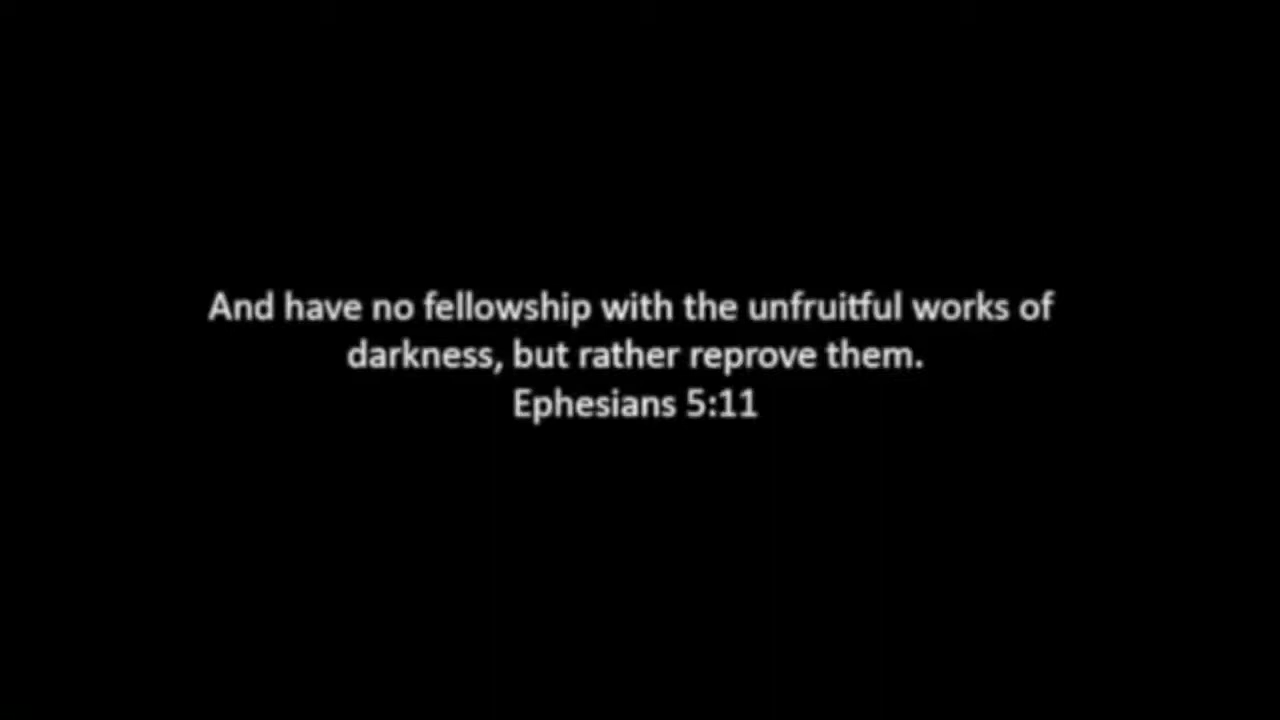 And have no fellowship with the unfruitful works of
darkness, but rather reprove them.
Ephesians 5:11